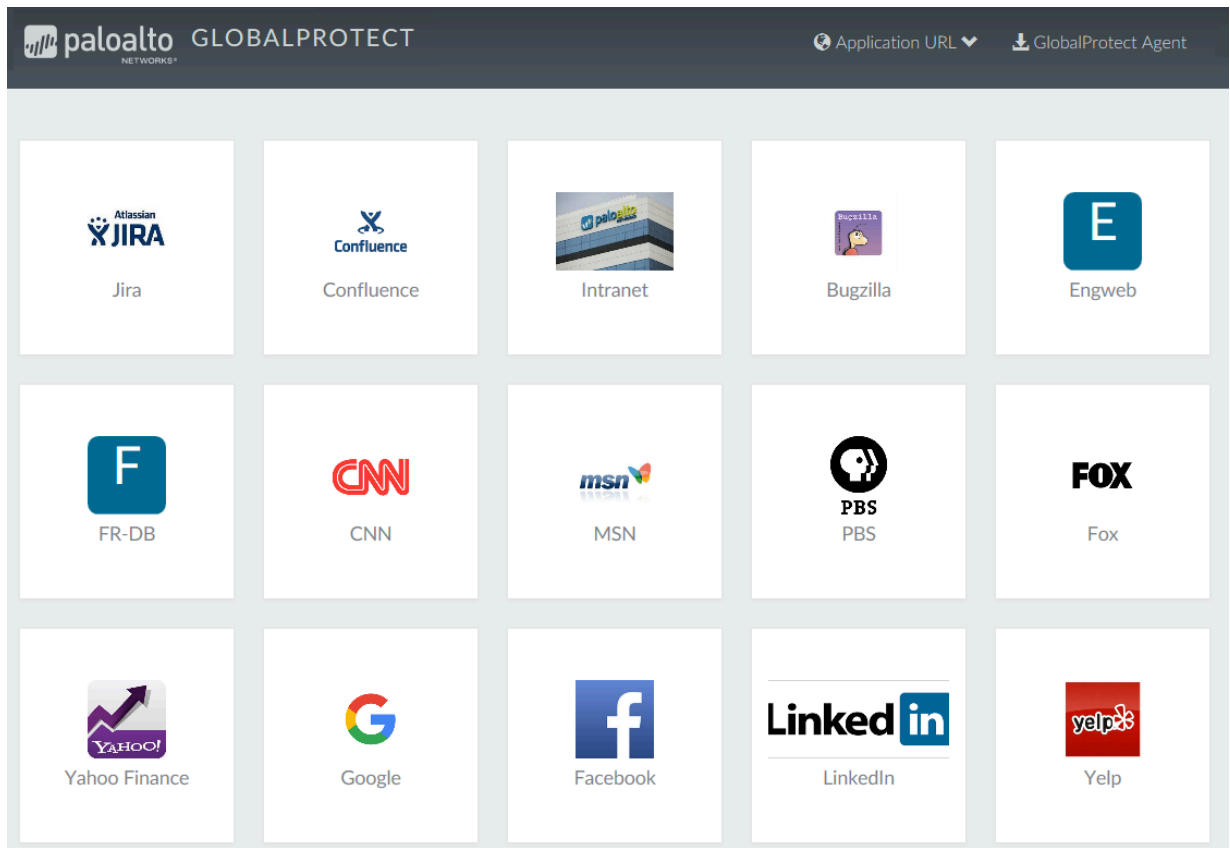 paloalto NETWORKS® GLOBALPROTECT Application URL GlobalProtect Agent
Atlassian
JIRA
Jira
Confluence
Confluence
paloalto
Intranet
Bugzilla
Bugzilla
E
Engweb
F
FR-DB
CNN
CNN
msn
MSN
PBS
PBS
FOX
Fox
YAHOO!
Yahoo Finance
G
Google
f
Facebook
Linked in
LinkedIn
yelp
Yelp